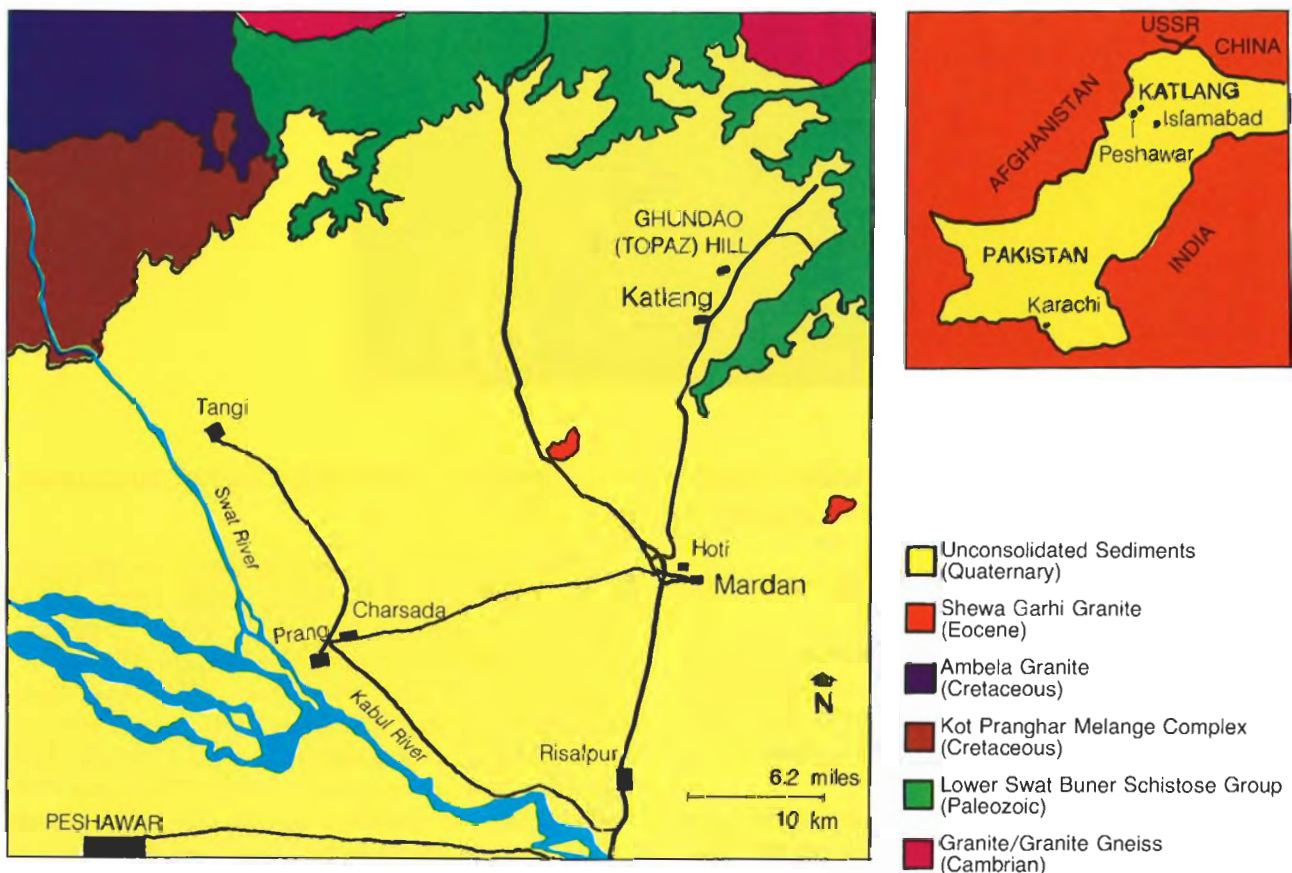 GHUNDAO
(TOPAZ) HILL
Katlang
Tangi
Swat River
Hoti
Mardan
Charsada
Prang
Kabul River
N
Risalpur
6.2 miles
10 km
PESHAWAR
USSR
CHINA
AFGHANISTAN
KATLANG
Islamabad
Peshawar
PAKISTAN
INDIA
Karachi
Unconsolidated Sediments
(Quaternary)
Shewa Garhi Granite
(Eocene)
Ambela Granite
(Cretaceous)
Kot Pranghar Melange Complex
(Cretaceous)
Lower Swat Buner Schistose Group
(Paleozoic)
Granite/Granite Gneiss
(Cambrian)